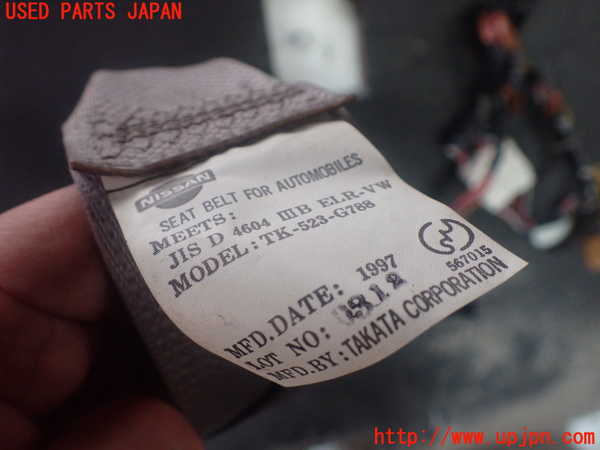 USED PARTS JAPAN
NISSAN
SEAT BELT FOR AUTOMOBILES
MEETS:
JIS D 4604 ⅢB ELR-VW
MODEL: TK-523-G788
567015
MFD.DATE: 1997
LOT NO:
MFD.BY: TAKATA CORPORATION
http://www.upjpn.com/